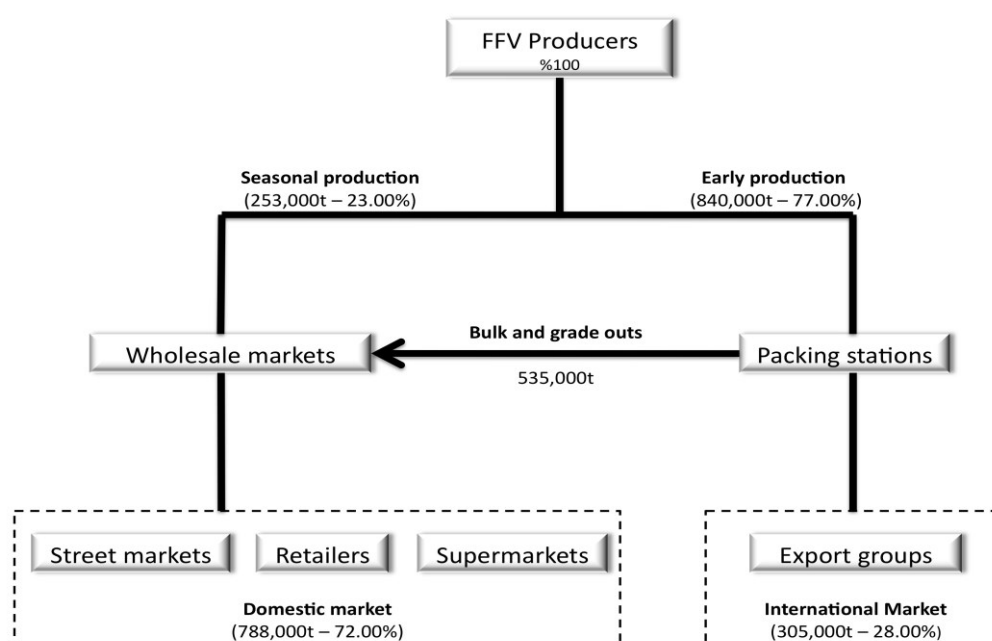 FFV Producers
%100
Seasonal production
(253,000t – 23.00%)
Early production
(840,000t – 77.00%)
Wholesale markets
Bulk and grade outs
535,000t
Packing stations
Street markets
Retailers
Supermarkets
Domestic market
(788,000t – 72.00%)
Export groups
International Market
(305,000t – 28.00%)